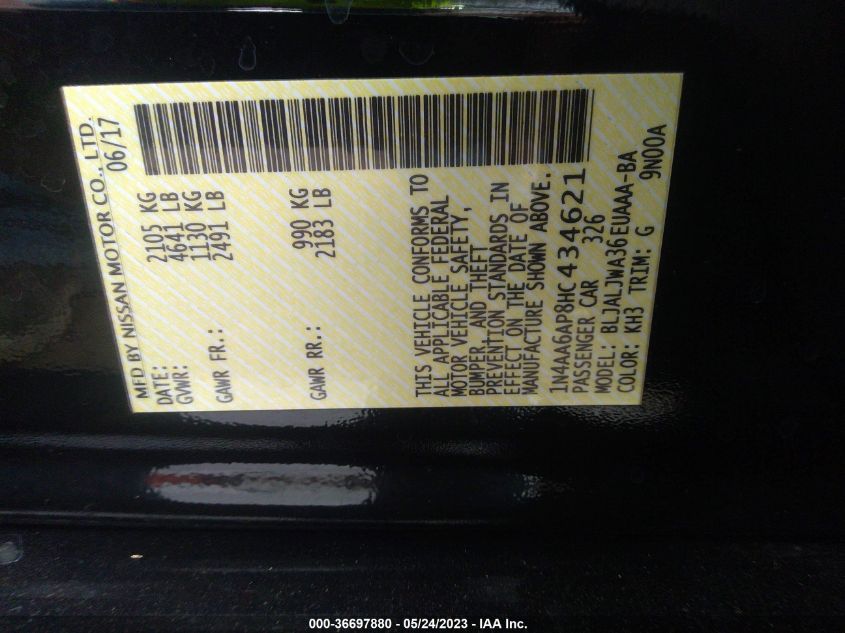 MFD BY NISSAN MOTOR CO., LTD.
DATE: 06/17
GVWR: 2105 KG
4641 LB
GAWR FR.: 1130 KG
2491 LB
GAWR RR.: 990 KG
2183 LB
THIS VEHICLE CONFORMS TO
ALL APPLICABLE FEDERAL
MOTOR VEHICLE SAFETY,
BUMPER, AND THEFT
PREVENTION STANDARDS IN
EFFECT ON THE DATE OF
MANUFACTURE SHOWN ABOVE.
1N4AA6AP8HC434621
PASSENGER CAR 326
MODEL: BLJALJWA36EUAAA-BA
COLOR: KH3 TRIM: G 9N00A
000-36697880 - 05/24/2023 - IAA Inc.